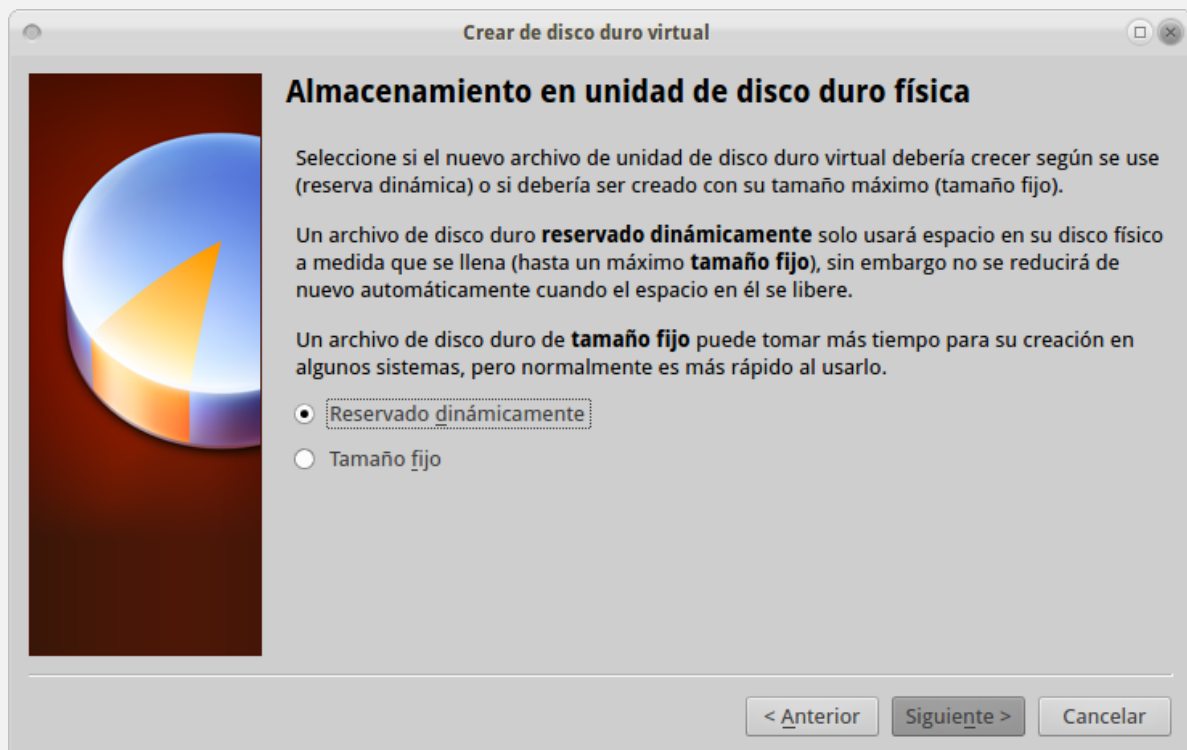 Crear de disco duro virtual
Almacenamiento en unidad de disco duro física
Seleccione si el nuevo archivo de unidad de disco duro virtual debería crecer según se use
(reserva dinámica) o si debería ser creado con su tamaño máximo (tamaño fijo).
Un archivo de disco duro reservado dinámicamente solo usará espacio en su disco físico
a medida que se llena (hasta un máximo tamaño fijo), sin embargo no se reducirá de
nuevo automáticamente cuando el espacio en él se libere.
Un archivo de disco duro de tamaño fijo puede tomar más tiempo para su creación en
algunos sistemas, pero normalmente es más rápido al usarlo.
Reservado dinámicamente
Tamaño fijo
< Anterior Siguiente > Cancelar